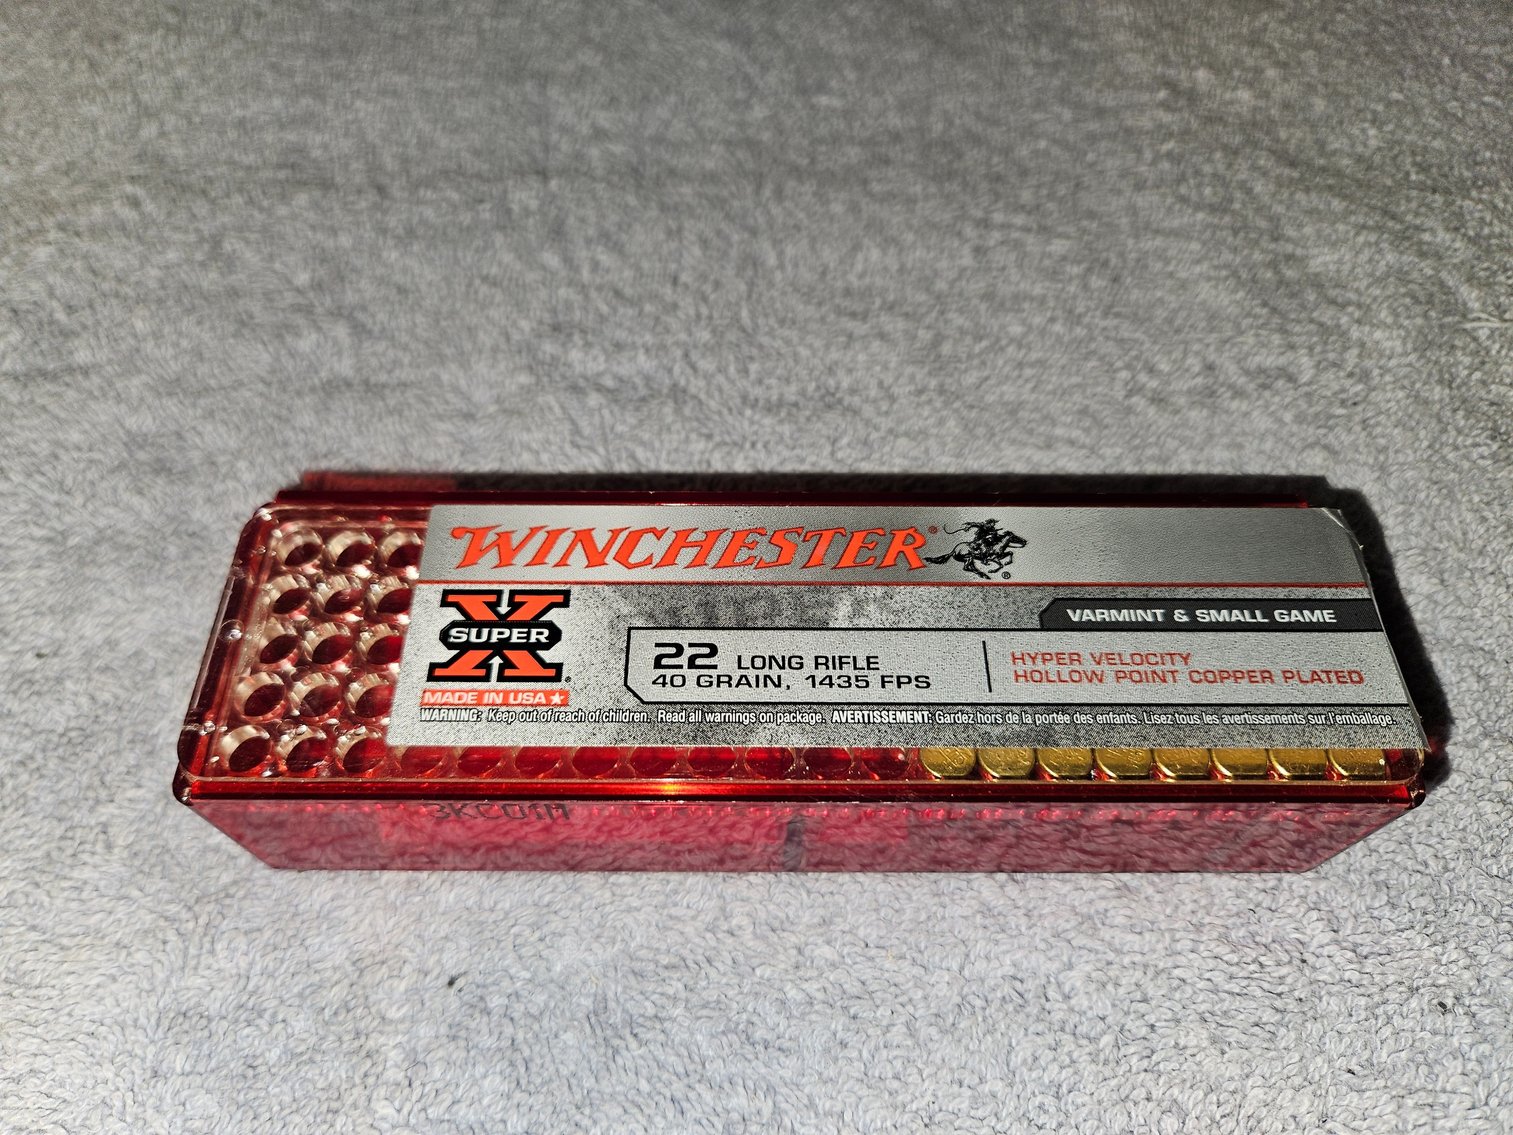 WINCHESTER®
®
X
SUPER
®
MADE IN USA★
VARMINT & SMALL GAME
22 LONG RIFLE
40 GRAIN, 1435 FPS
HYPER VELOCITY
HOLLOW POINT COPPER PLATED
WARNING: Keep out of reach of children. Read all warnings on package. AVERTISSEMENT: Gardez hors de la portée des enfants. Lisez tous les avertissements sur l'emballage.